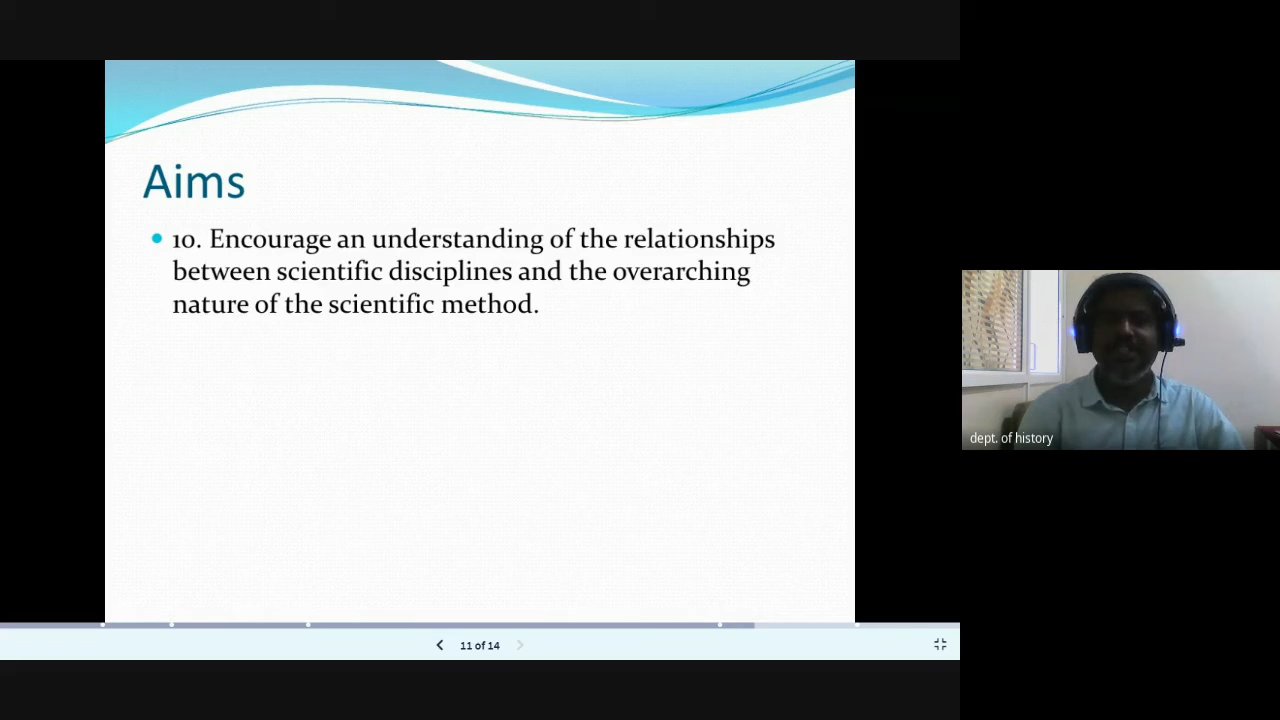 Aims
10. Encourage an understanding of the relationships
between scientific disciplines and the overarching
nature of the scientific method.
dept. of history
11 of 14